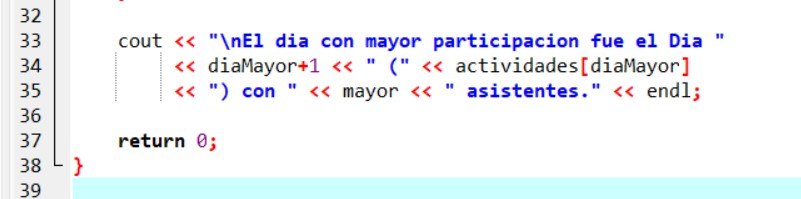 32
33 cout << "\nEl dia con mayor participacion fue el Dia "
34 << diaMayor+1 << " (" << actividades[diaMayor]
35 << ") con " << mayor << " asistentes." << endl;
36
37 return 0;
38 }
39